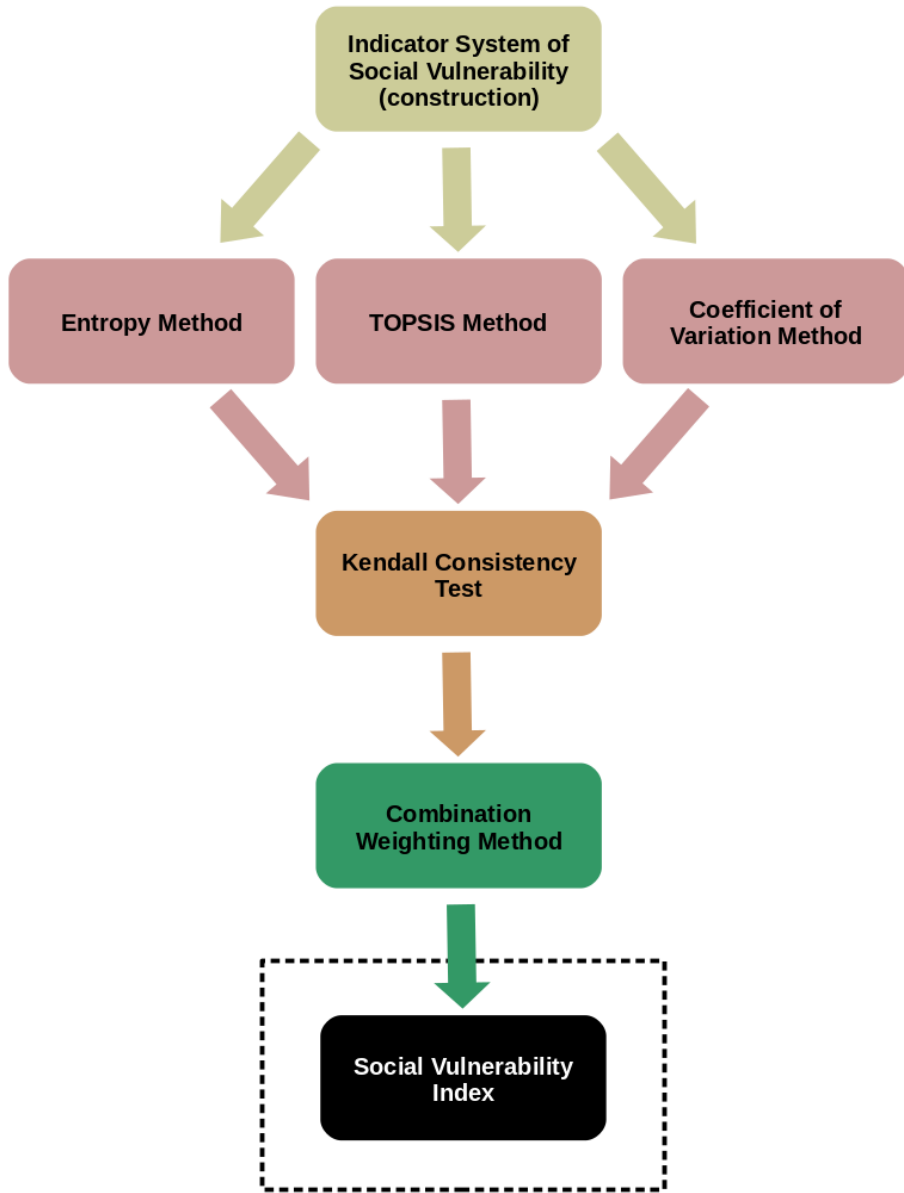 Indicator System of
Social Vulnerability
(construction)
Entropy Method
TOPSIS Method
Coefficient of
Variation Method
Kendall Consistency
Test
Combination
Weighting Method
Social Vulnerability
Index